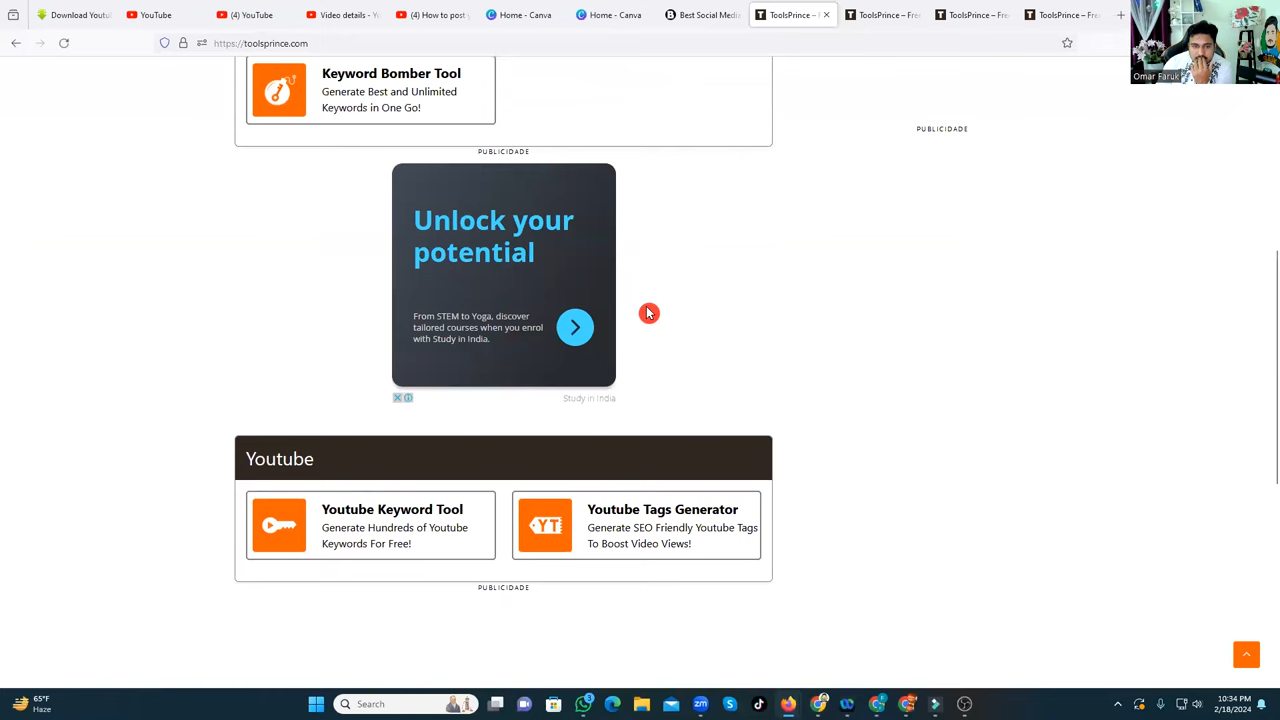 Download Youtu
YouTube
(4) YouTube
Video details - Yo
(4) How to post
Home - Canva
Home - Canva
Best Social Media
ToolsPrince –
ToolsPrince – Fre
ToolsPrince – Fre
ToolsPrince – Fre
https://toolsprince.com
Omar Faruk
Keyword Bomber Tool
Generate Best and Unlimited
Keywords in One Go!
PUBLICIDADE
PUBLICIDADE
Unlock your
potential
From STEM to Yoga, discover
tailored courses when you enrol
with Study in India.
Study in India
Youtube
Youtube Keyword Tool
Generate Hundreds of Youtube
Keywords For Free!
YT
Youtube Tags Generator
Generate SEO Friendly Youtube Tags
To Boost Video Views!
PUBLICIDADE
65°F
Haze
Search
10:34 PM
2/18/2024